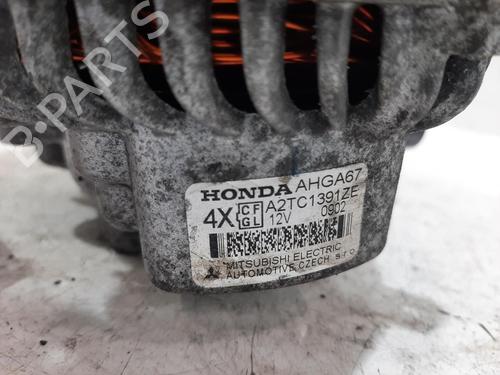 B-PARTS
HONDA AHGA67
4X CF GL A2TC1391ZE
12V 0902
MITSUBISHI ELECTRIC
AUTOMOTIVE CZECH s r o